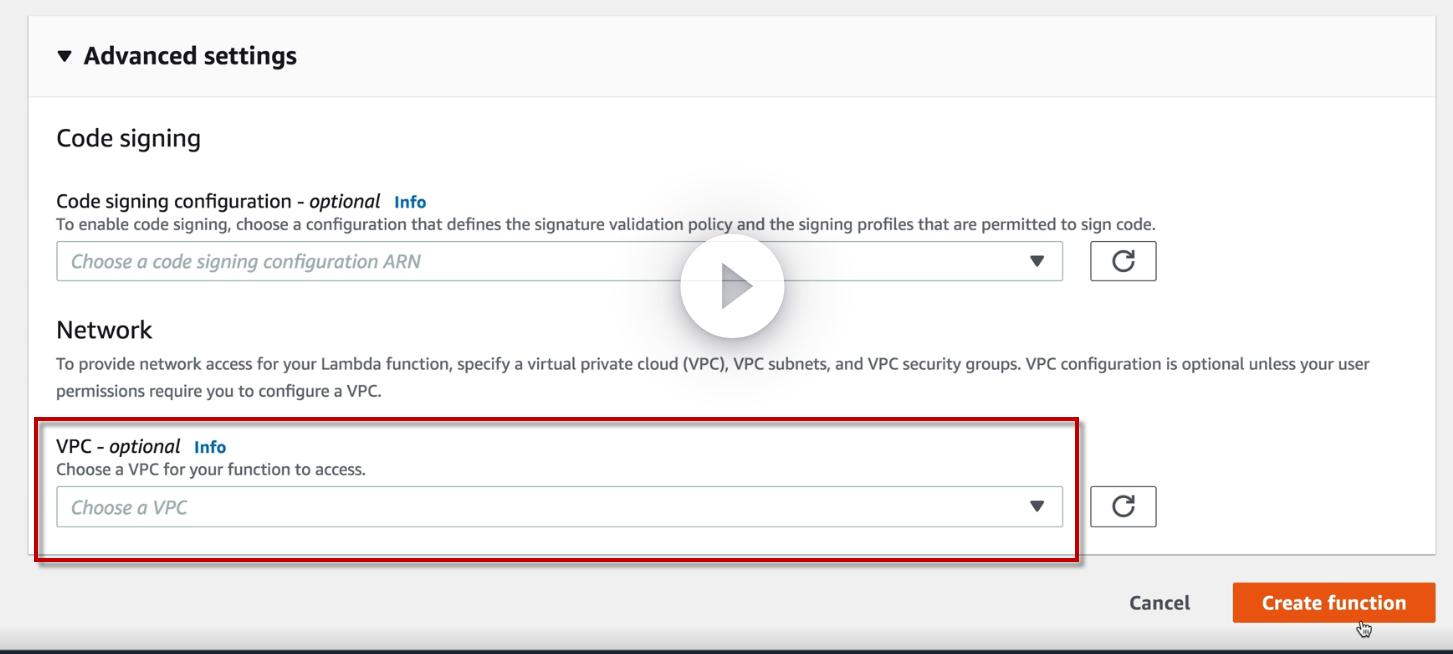 Advanced settings
Code signing
Code signing configuration - optional Info
To enable code signing, choose a configuration that defines the signature validation policy and the signing profiles that are permitted to sign code.
Choose a code signing configuration ARN
Network
To provide network access for your Lambda function, specify a virtual private cloud (VPC), VPC subnets, and VPC security groups. VPC configuration is optional unless your user
permissions require you to configure a VPC.
VPC - optional Info
Choose a VPC for your function to access.
Choose a VPC
Cancel
Create function